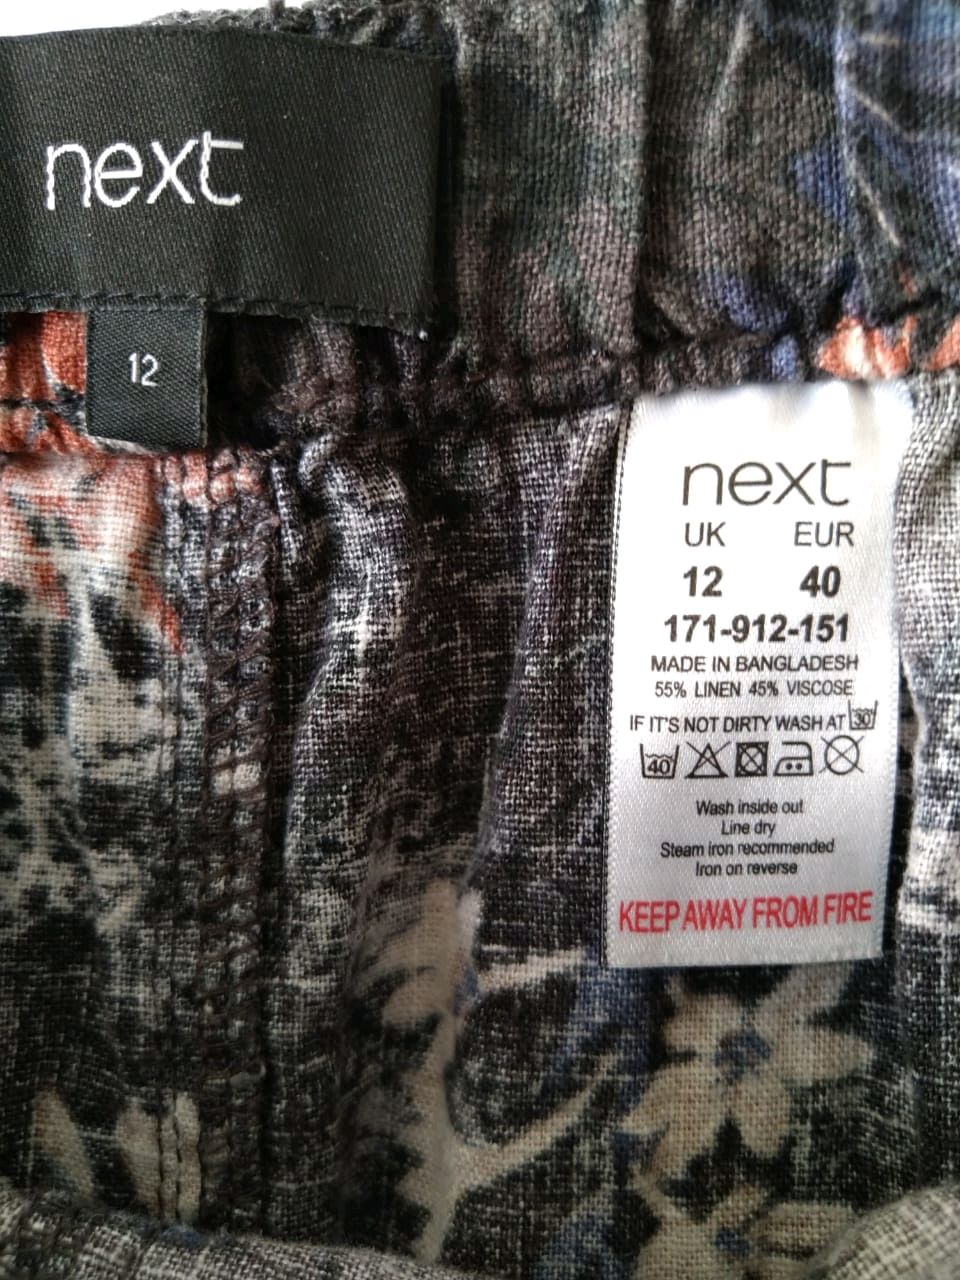 next
12
next
UK EUR
12 40
171-912-151
MADE IN BANGLADESH
55% LINEN 45% VISCOSE
IF IT'S NOT DIRTY WASH AT 30
40
Wash inside out
Line dry
Steam iron recommended
Iron on reverse
KEEP AWAY FROM FIRE